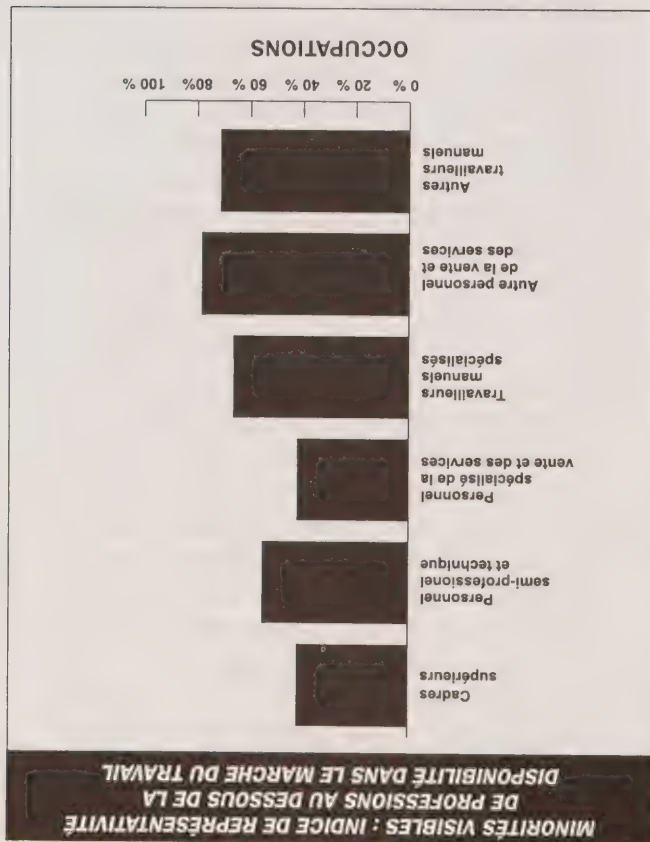 MINORITÉS VISIBLES : INDICE DE REPRÉSENTATIVITÉ
DE PROFESSIONS AU DESSOUS DE LA
DISPONIBILITÉ DANS LE MARCHE DU TRAVAIL
Cadres
supérieurs
Personnel
semi-professionel
et technique
Personnel
spécialisé de la
vente et des services
Travailleurs
manuels
spécialisés
Autre personnel
de la vente et
des services
Autres
travailleurs
manuels
0 % 20 % 40 % 60 % 80% 100 %
OCCUPATIONS